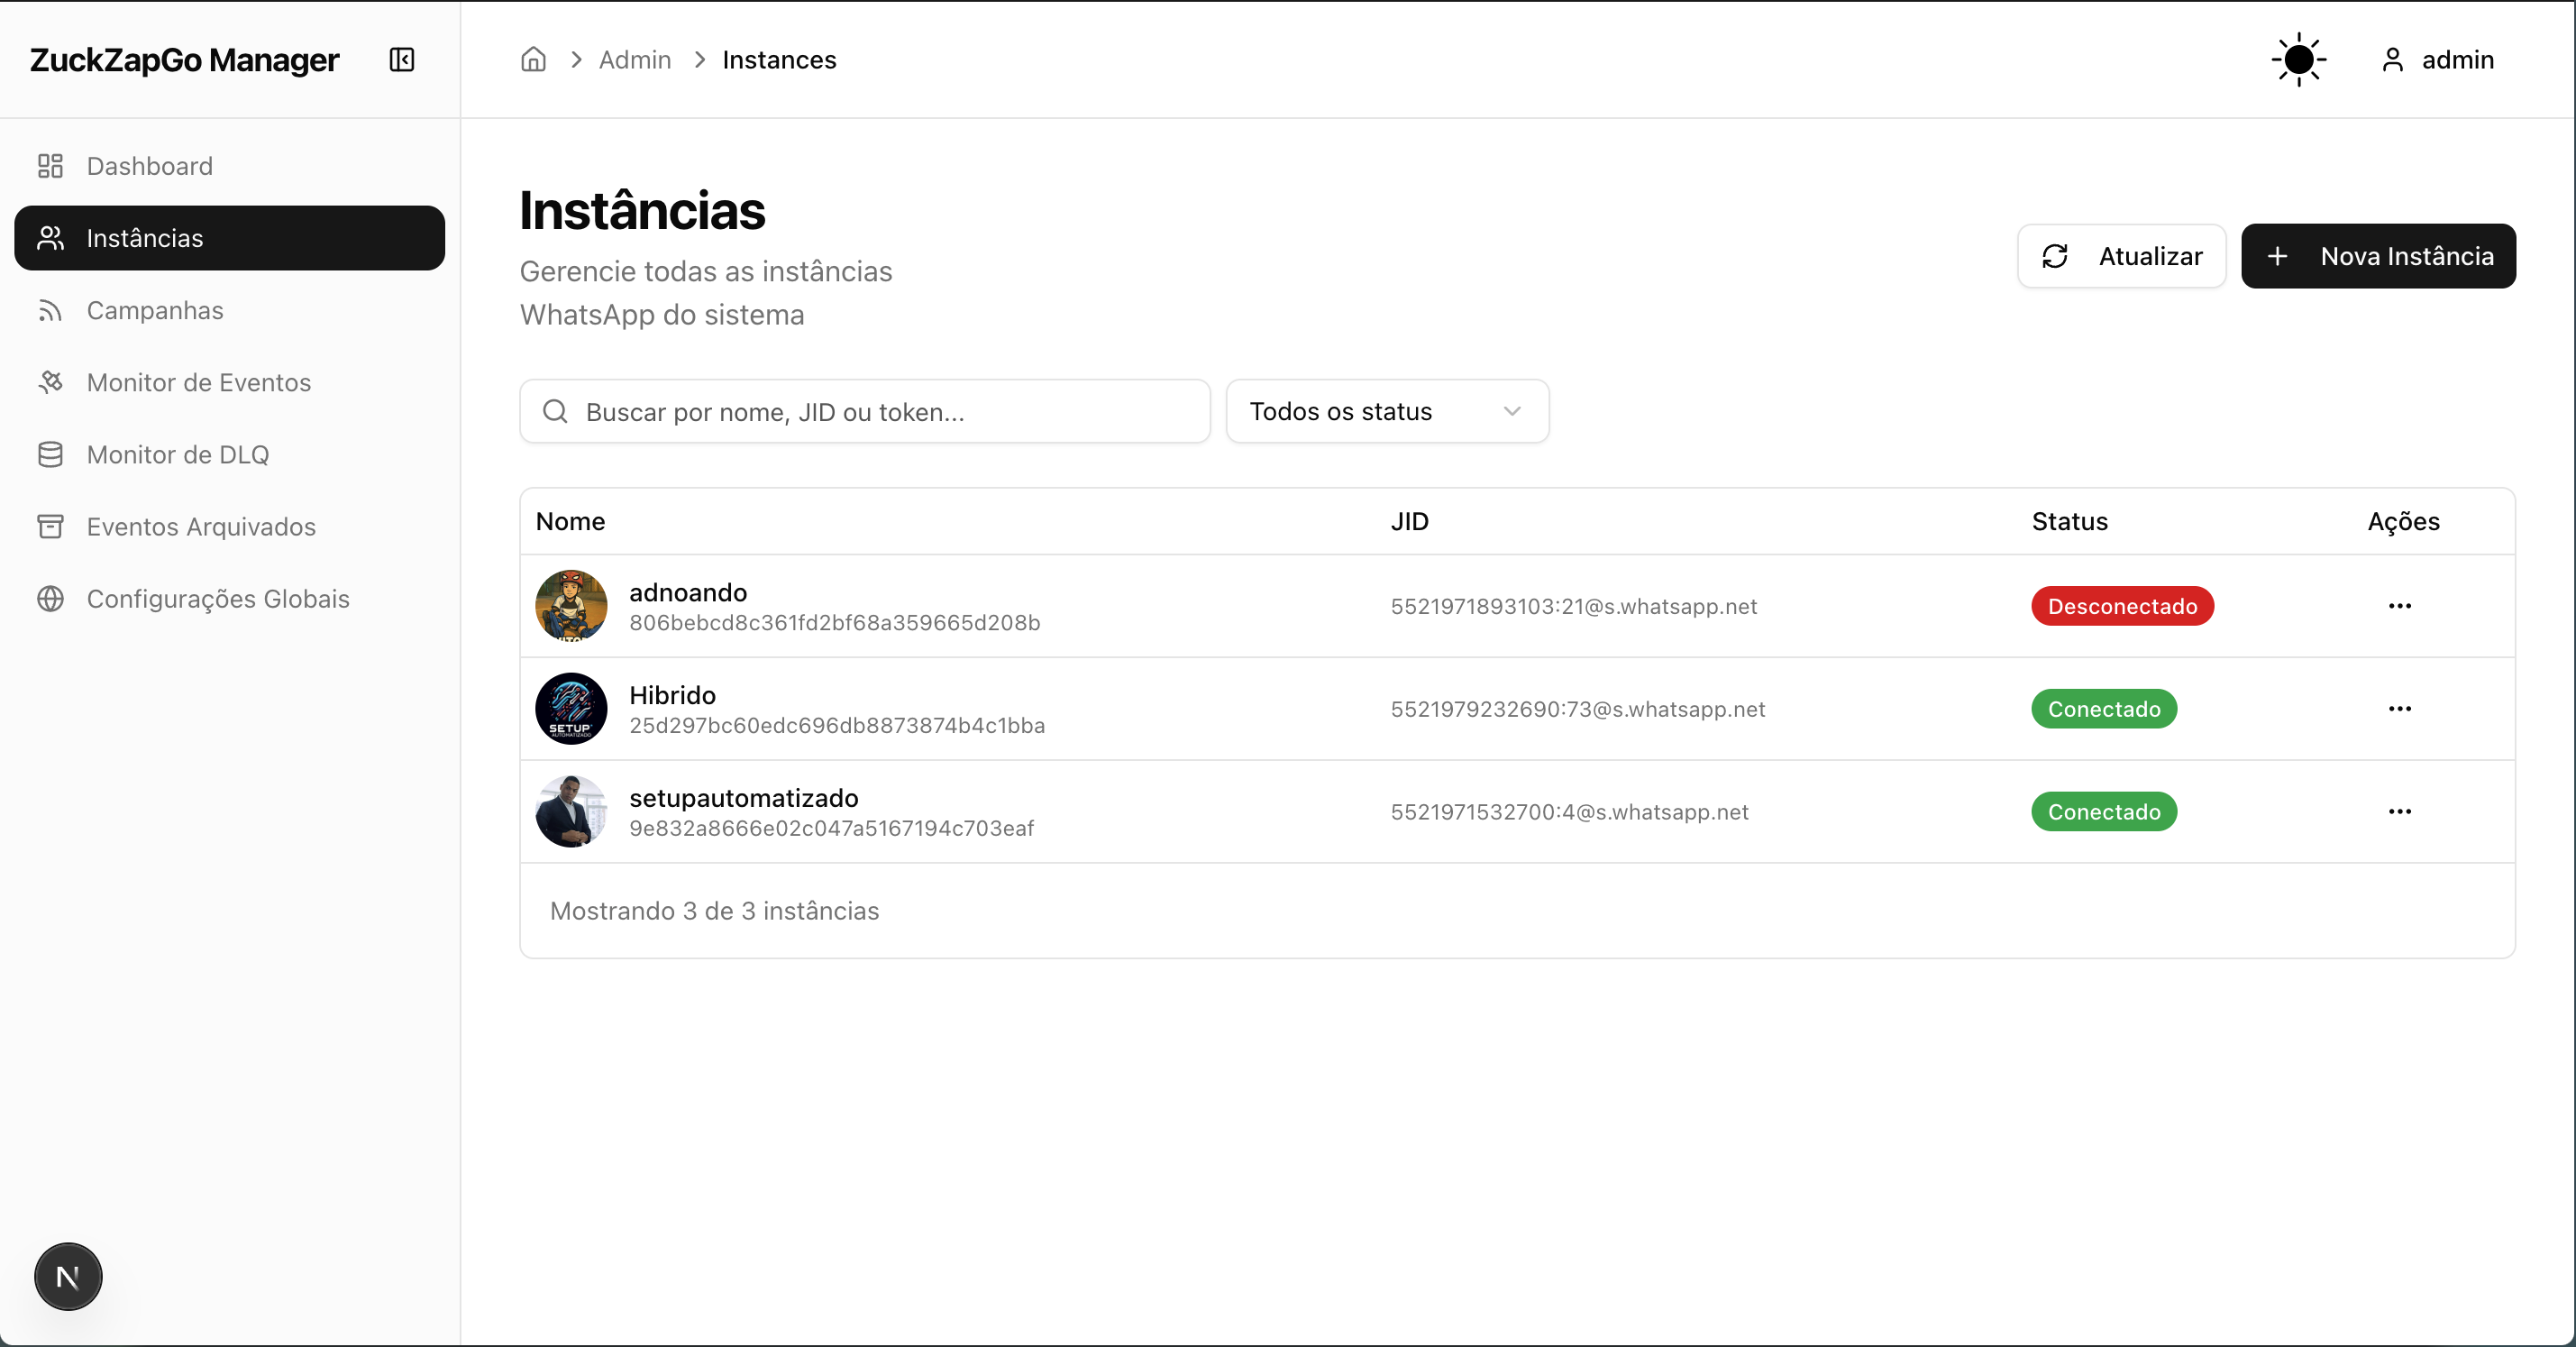 ZuckZapGo Manager
Admin
Instances
admin
Dashboard
Instâncias
Campanhas
Monitor de Eventos
Monitor de DLQ
Eventos Arquivados
Configurações Globais
N
Instâncias
Gerencie todas as instâncias
WhatsApp do sistema
Atualizar
Nova Instância
Buscar por nome, JID ou token...
Todos os status
Nome JID Status Ações
adnoando
806bebcd8c361fd2bf68a359665d208b
5521971893103:21@s.whatsapp.net
Desconectado
SETUP
AUTOMATIZADO
Hibrido
25d297bc60edc696db8873874b4c1bba
5521979232690:73@s.whatsapp.net
Conectado
setupautomatizado
9e832a8666e02c047a5167194c703eaf
5521971532700:4@s.whatsapp.net
Conectado
Mostrando 3 de 3 instâncias